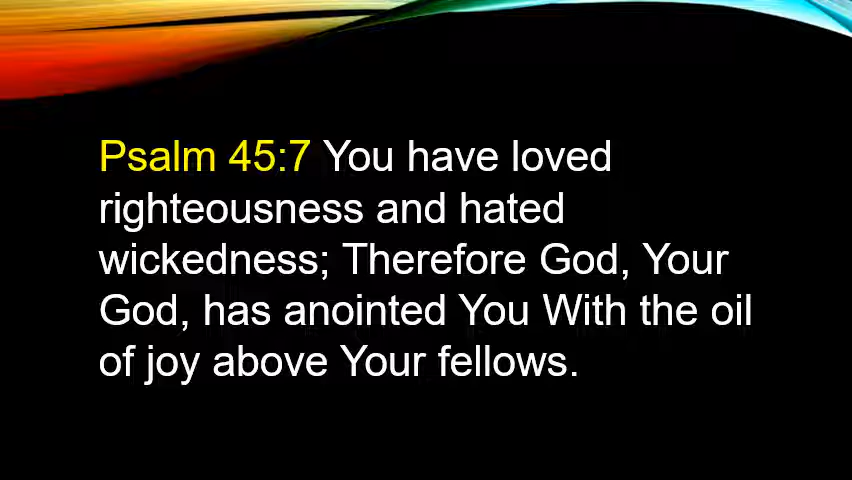 Psalm 45:7 You have loved
righteousness and hated
wickedness; Therefore God, Your
God, has anointed You With the oil
of joy above Your fellows.